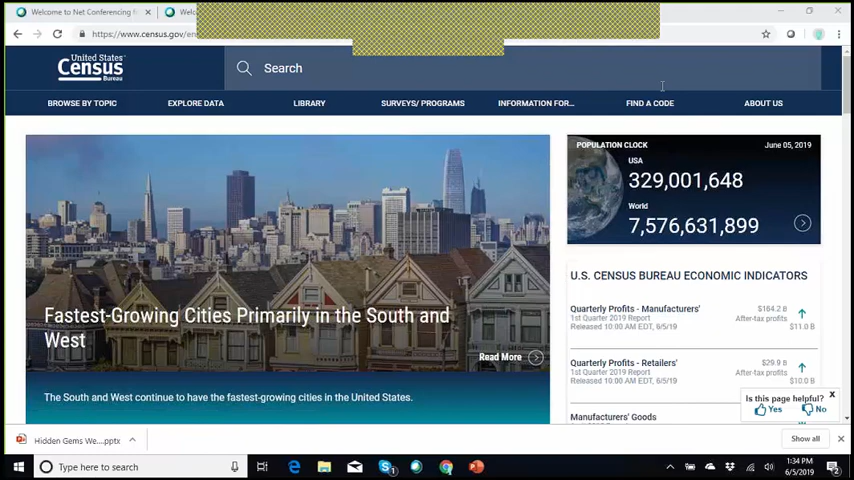 Welcome to Net Conferencing
Welc
https://www.census.gov/en
United States
Census
Bureau
Search
BROWSE BY TOPIC
EXPLORE DATA
LIBRARY
SURVEYS/ PROGRAMS
INFORMATION FOR...
FIND A CODE
ABOUT US
Fastest-Growing Cities Primarily in the South and
West
Read More
The South and West continue to have the fastest-growing cities in the United States.
POPULATION CLOCK
June 05, 2019
USA
329,001,648
World
7,576,631,899
U.S. CENSUS BUREAU ECONOMIC INDICATORS
Quarterly Profits - Manufacturers'
1st Quarter 2019 Report
Released 10:00 AM EDT, 6/5/19
$164.2 B
After-tax profits
$11.0 B
Quarterly Profits - Retailers'
1st Quarter 2019 Report
Released 10:00 AM EDT, 6/5/19
$29.9 B
After-tax profits
$10.0 B
Manufacturers' Goods
Is this page helpful?
X
Yes
No
Hidden Gems We....pptx
Show all
Type here to search
1:34 PM
6/5/2019